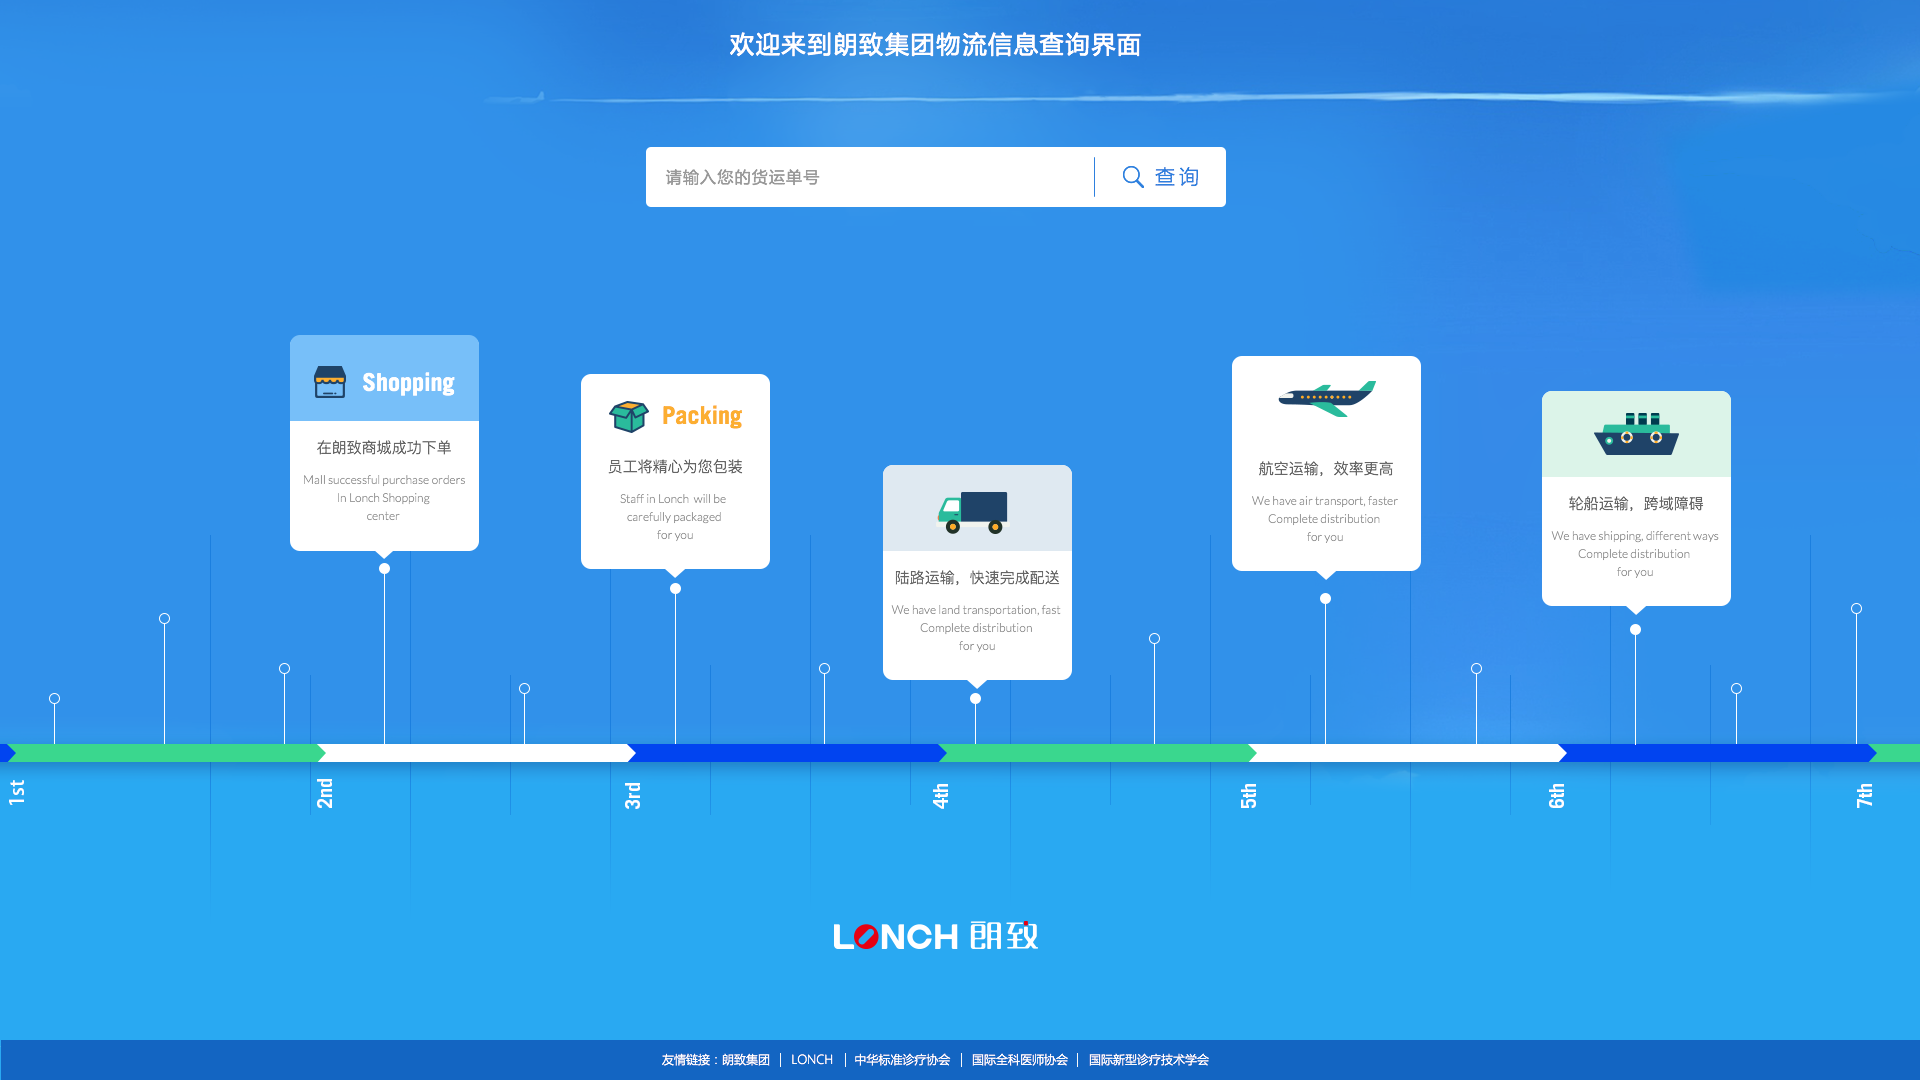 欢迎来到朗致集团物流信息查询界面
请输入您的货运单号
查询
Shopping
在朗致商城成功下单
Mall successful purchase orders
In Lonch Shopping
center
Packing
员工将精心为您包装
Staff in Lonch will be
carefully packaged
for you
陆路运输，快速完成配送
We have land transportation, fast
Complete distribution
for you
航空运输，效率更高
We have air transport, faster
Complete distribution
for you
轮船运输，跨域障碍
We have shipping, different ways
Complete distribution
for you
1st
2nd
3rd
4th
5th
6th
7th
LONCH 朗致
友情链接：朗致集团 | LONCH | 中华标准诊疗协会 | 国际全科医师协会 | 国际新型诊疗技术学会